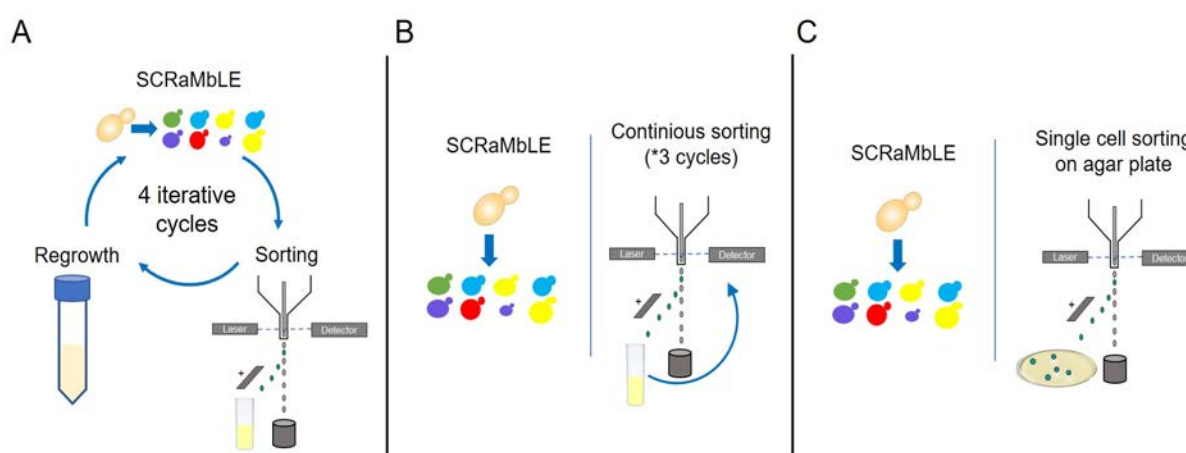 A
SCRaMbLE
4 iterative
cycles
Regrowth
Sorting
Laser
Detector
+
B
SCRaMbLE
Continious sorting
(*3 cycles)
Laser
Detector
+
C
SCRaMbLE
Single cell sorting
on agar plate
Laser
Detector
+